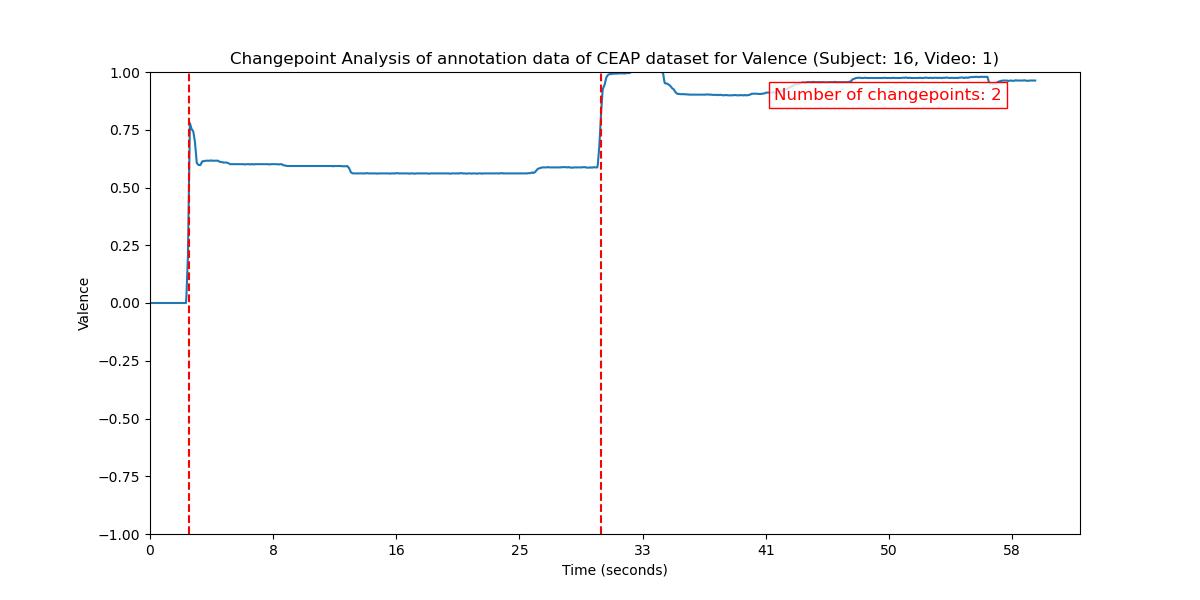 Changepoint Analysis of annotation data of CEAP dataset for Valence (Subject: 16, Video: 1)
1.00
Number of changepoints: 2
0.75
0.50
0.25
0.00
−0.25
−0.50
−0.75
−1.00
Valence
0 8 16 25 33 41 50 58
Time (seconds)